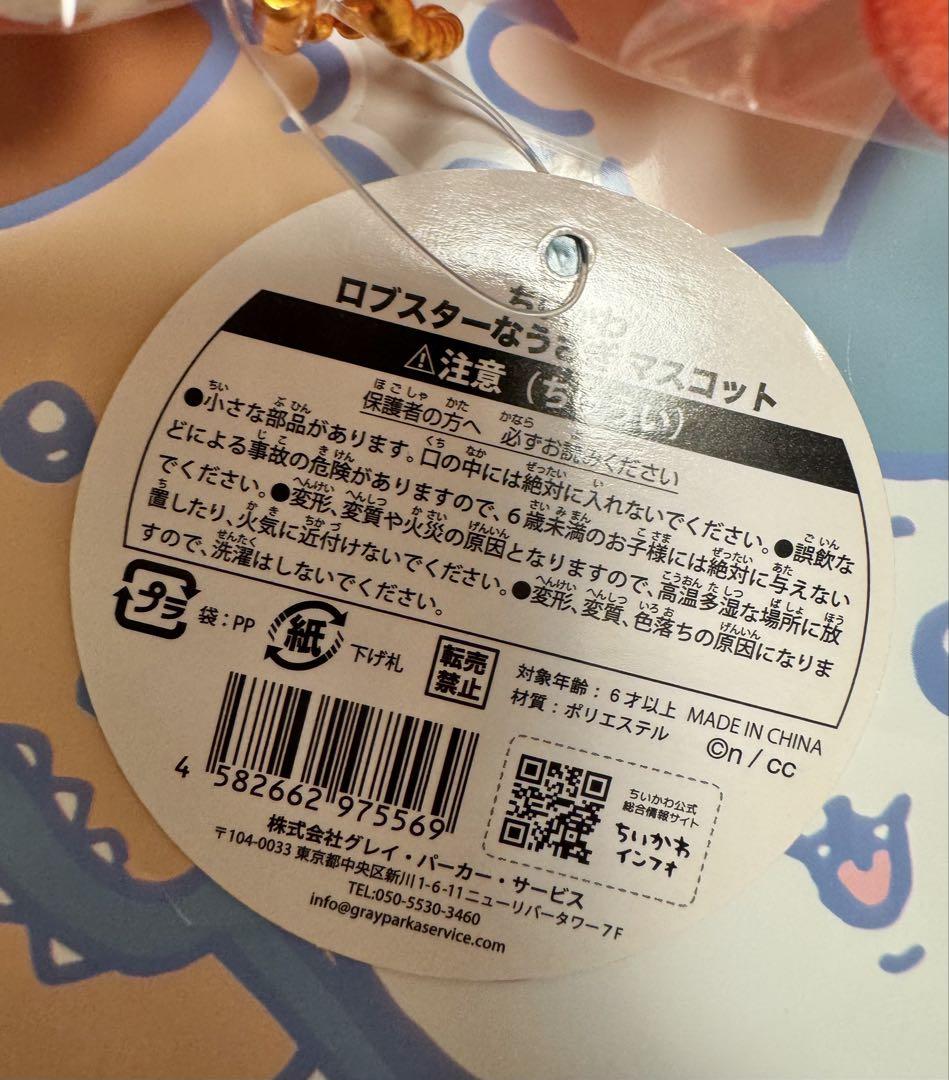 ちいかわ
ロブスターなうさぎ マスコット
⚠注意（ちゅうい）
保護者の方へ 必ずお読みください
●小さな部品があります。口の中には絶対に入れないでください。●誤飲な
どによる事故の危険がありますので、6歳未満のお子様には絶対に与えない
でください。●変形、変質や火災の原因となりますので、高温多湿な場所に放
置したり、火気に近付けないでください。●変形、変質、色落ちの原因になりま
すので、洗濯はしないでください。
プラ 袋：PP 紙 下げ札 転売禁止
対象年齢：6才以上
材質：ポリエステル
MADE IN CHINA
©n / cc
4 582662 975569
ちいかわ公式
総合情報サイト
ちいかわ
インフォ
株式会社グレイ・パーカー・サービス
〒104-0033 東京都中央区新川1-6-11ニューリバータワー7F
TEL:050-5530-3460
info@grayparkaservice.com